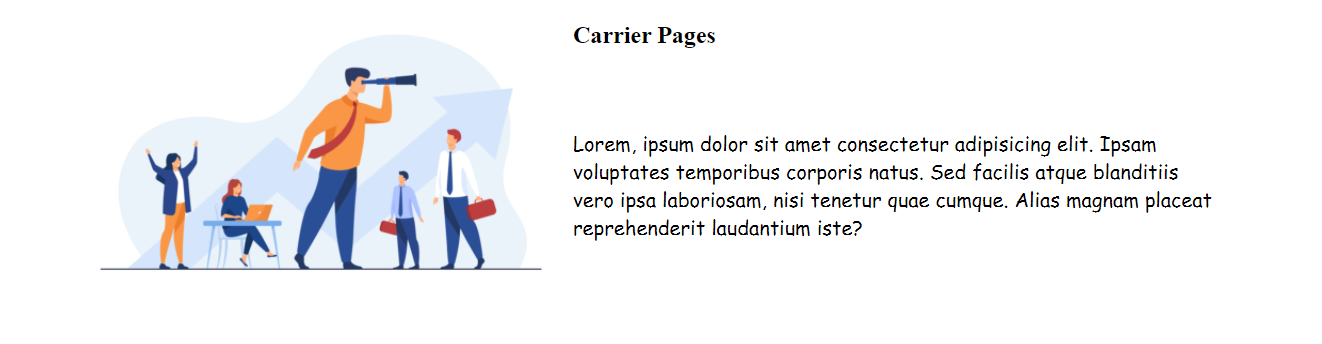 Carrier Pages
Lorem, ipsum dolor sit amet consectetur adipisicing elit. Ipsam
voluptates temporibus corporis natus. Sed facilis atque blanditiis
vero ipsa laboriosam, nisi tenetur quae cumque. Alias magnam placeat
reprehenderit laudantium iste?